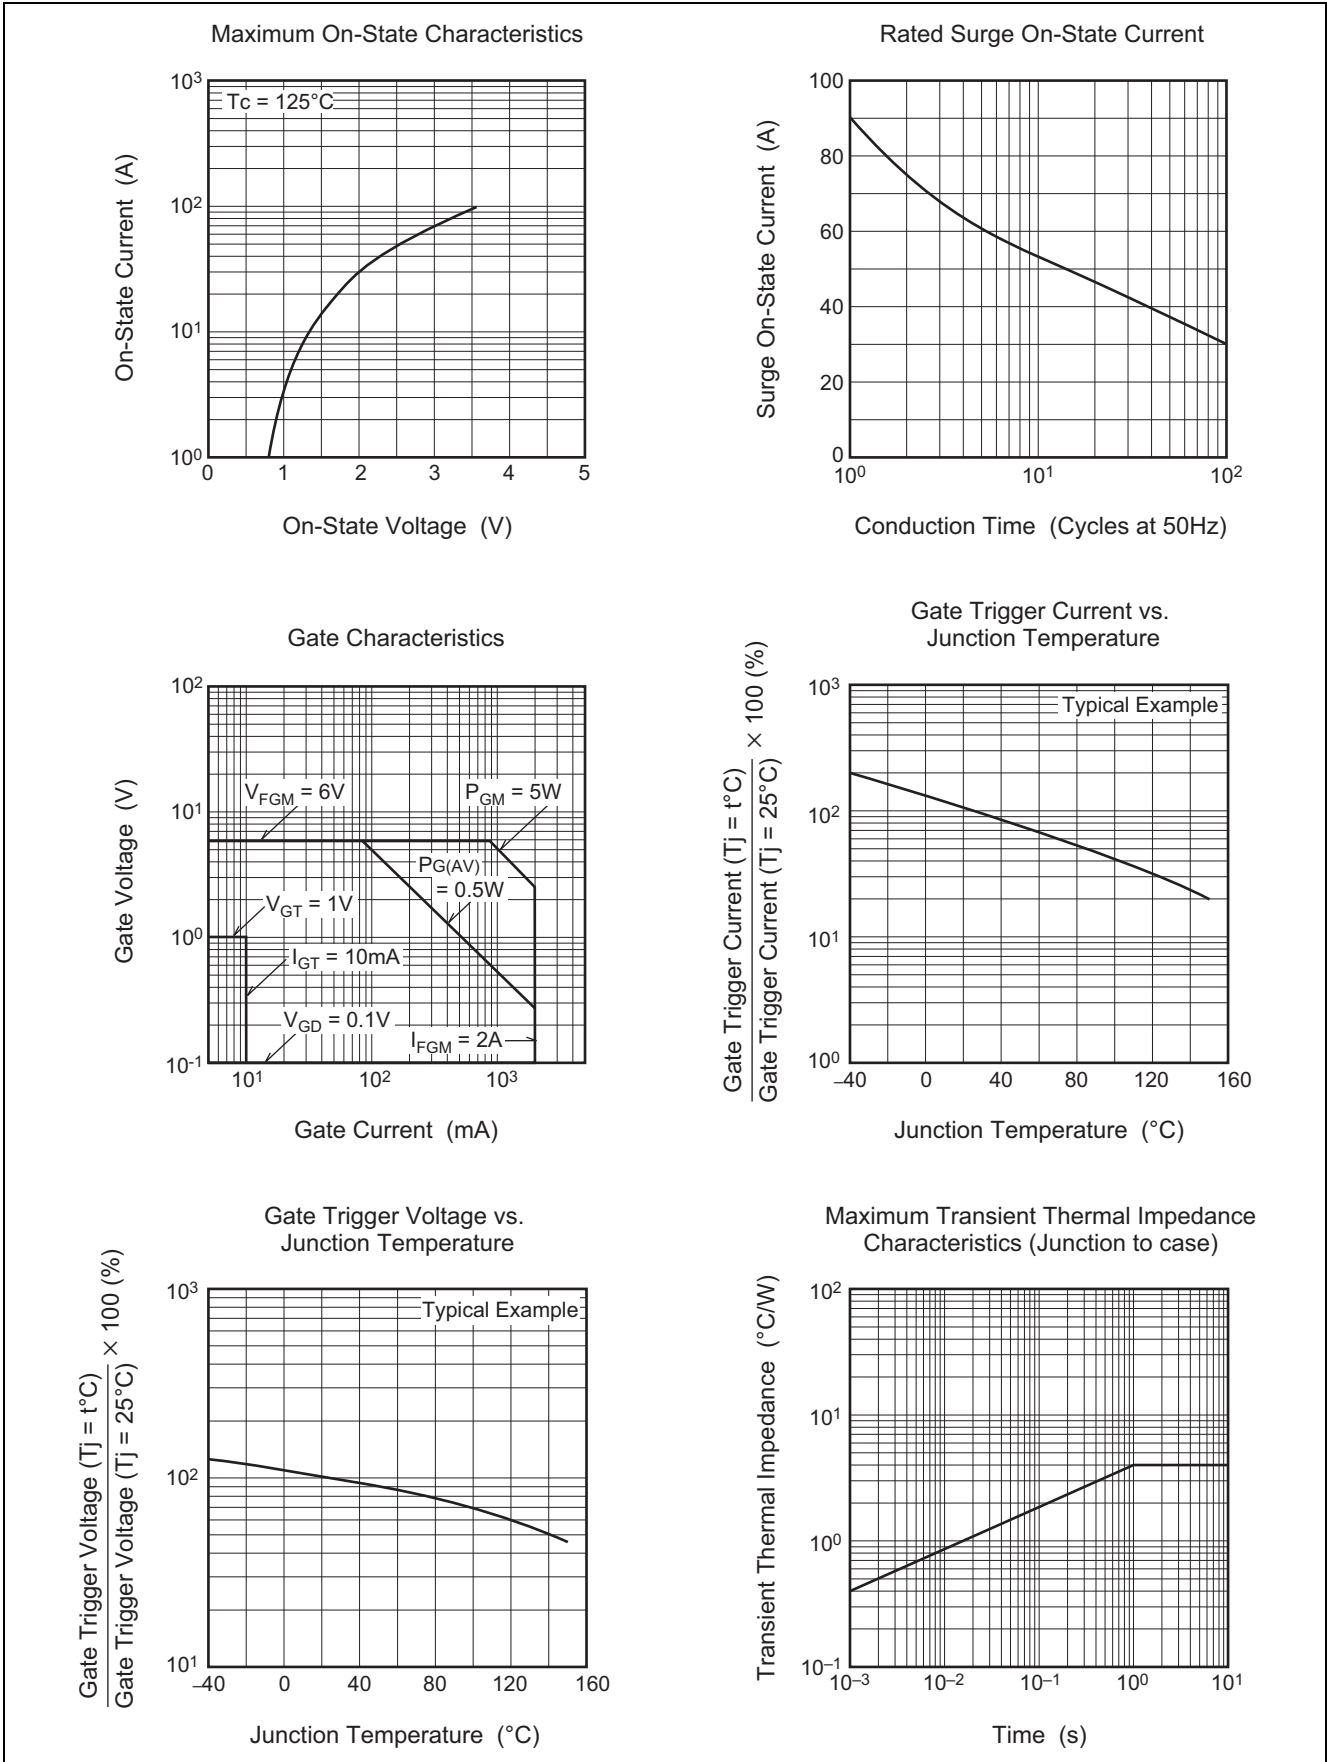 Maximum On-State Characteristics
On-State Current (A)
10³
10²
10¹
10⁰
Tc = 125°C
0 1 2 3 4 5
On-State Voltage (V)
Rated Surge On-State Current
Surge On-State Current (A)
100
80
60
40
20
0
10⁰ 10¹ 10²
Conduction Time (Cycles at 50Hz)
Gate Characteristics
Gate Voltage (V)
10²
10¹
10⁰
10-¹
VFGM = 6V
PGM = 5W
PG(AV)
= 0.5W
VGT = 1V
IGT = 10mA
VGD = 0.1V
IFGM = 2A
10¹ 10² 10³
Gate Current (mA)
Gate Trigger Current vs.
Junction Temperature
Gate Trigger Current (Tj = t°C)
Gate Trigger Current (Tj = 25°C)
× 100 (%)
10³
10²
10¹
10⁰
Typical Example
–40 0 40 80 120 160
Junction Temperature (°C)
Gate Trigger Voltage vs.
Junction Temperature
Gate Trigger Voltage (Tj = t°C)
Gate Trigger Voltage (Tj = 25°C)
× 100 (%)
10³
10²
10¹
Typical Example
–40 0 40 80 120 160
Junction Temperature (°C)
Maximum Transient Thermal Impedance
Characteristics (Junction to case)
Transient Thermal Impedance (°C/W)
10²
10¹
10⁰
10–¹
10–³ 10–² 10–¹ 10⁰ 10¹
Time (s)